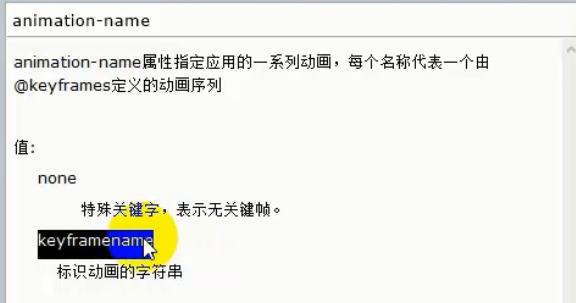 animation-name
animation-name属性指定应用的一系列动画，每个名称代表一个由
@keyframes定义的动画序列
值:
none
特殊关键字，表示无关键帧。
keyframename
标识动画的字符串